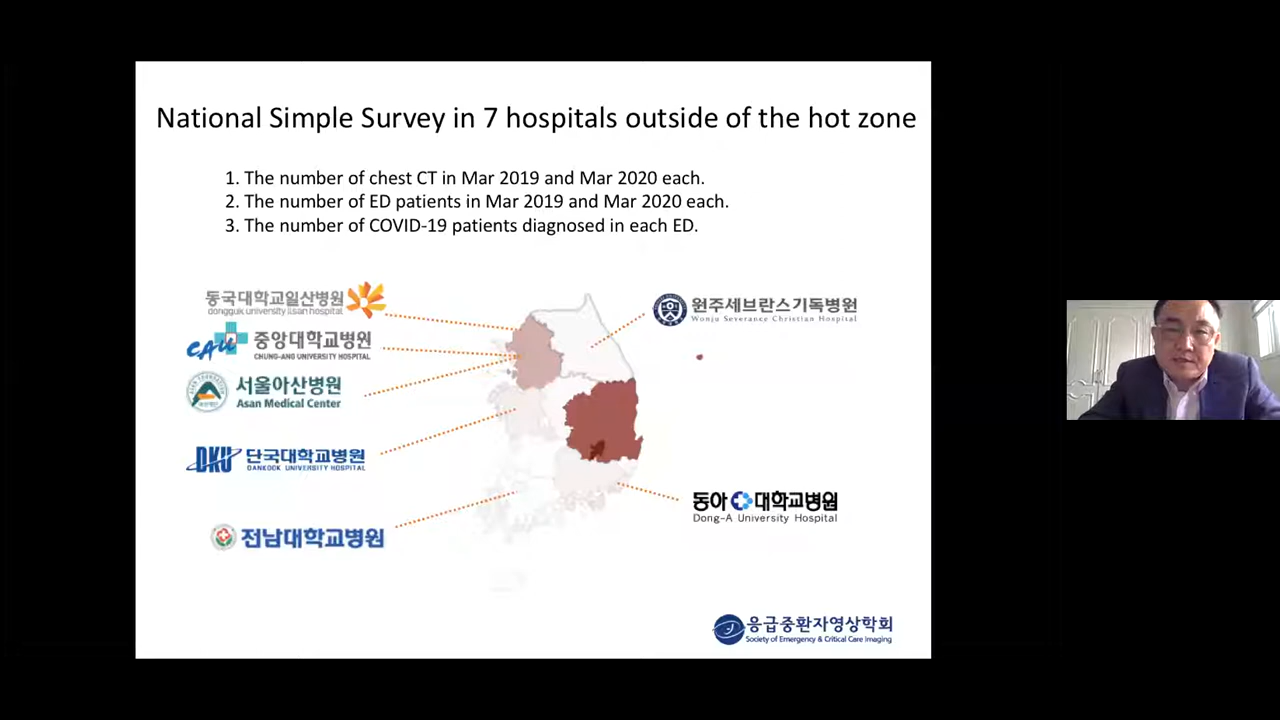 National Simple Survey in 7 hospitals outside of the hot zone
1. The number of chest CT in Mar 2019 and Mar 2020 each.
2. The number of ED patients in Mar 2019 and Mar 2020 each.
3. The number of COVID-19 patients diagnosed in each ED.
동국대학교일산병원
dongguk university ilsan hospital
CAU 중앙대학교병원
CHUNG-ANG UNIVERSITY HOSPITAL
서울아산병원
Asan Medical Center
DKU 단국대학교병원
DANKOOK UNIVERSITY HOSPITAL
전남대학교병원
원주세브란스기독병원
Wonju Severance Christian Hospital
동아대학교병원
Dong-A University Hospital
응급중환자영상학회
Society of Emergency & Critical Care Imaging